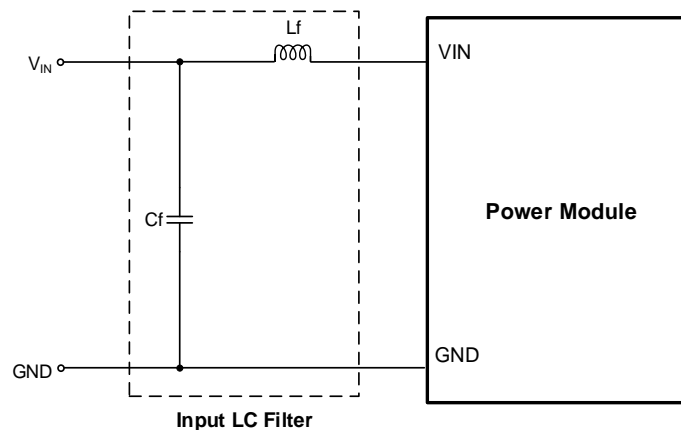 Lf
VIN
VIN
Cf
Power Module
GND
GND
Input LC Filter